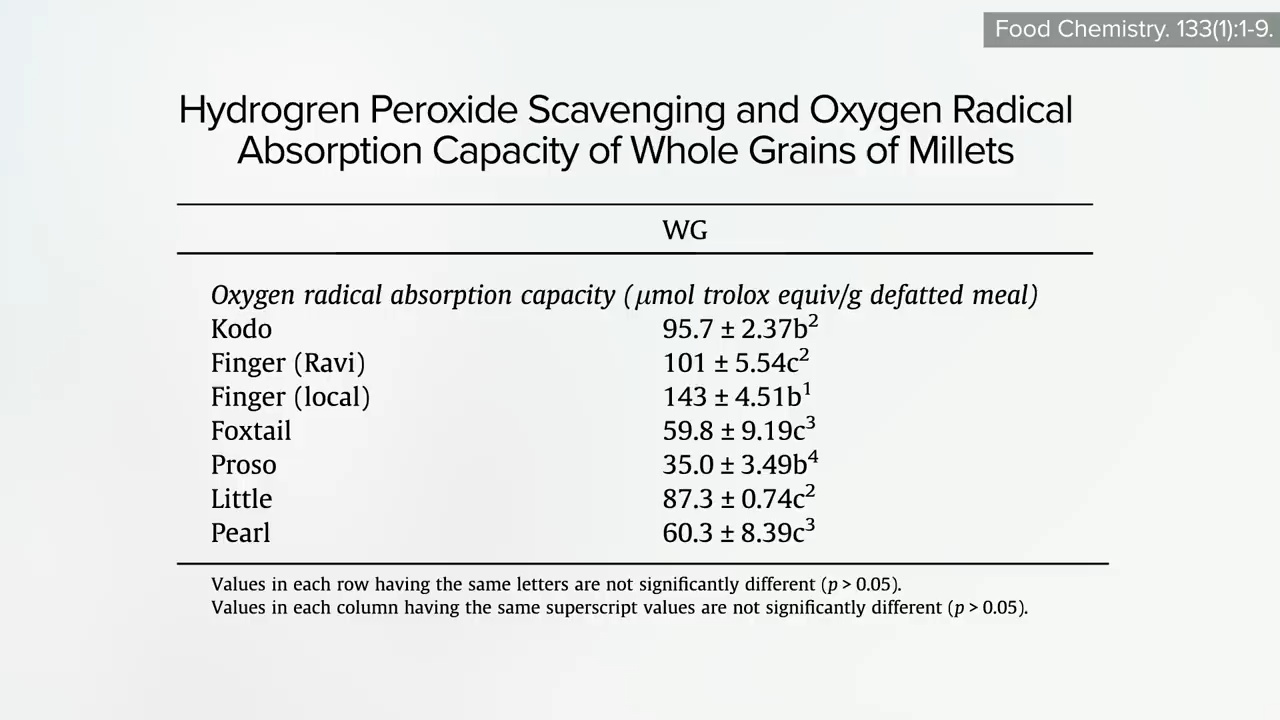 Food Chemistry. 133(1):1-9.
Hydrogren Peroxide Scavenging and Oxygen Radical
Absorption Capacity of Whole Grains of Millets
WG
Oxygen radical absorption capacity (μmol trolox equiv/g defatted meal)
Kodo 95.7 ± 2.37b²
Finger (Ravi) 101 ± 5.54c²
Finger (local) 143 ± 4.51b¹
Foxtail 59.8 ± 9.19c³
Proso 35.0 ± 3.49b⁴
Little 87.3 ± 0.74c²
Pearl 60.3 ± 8.39c³
Values in each row having the same letters are not significantly different (p > 0.05).
Values in each column having the same superscript values are not significantly different (p > 0.05).